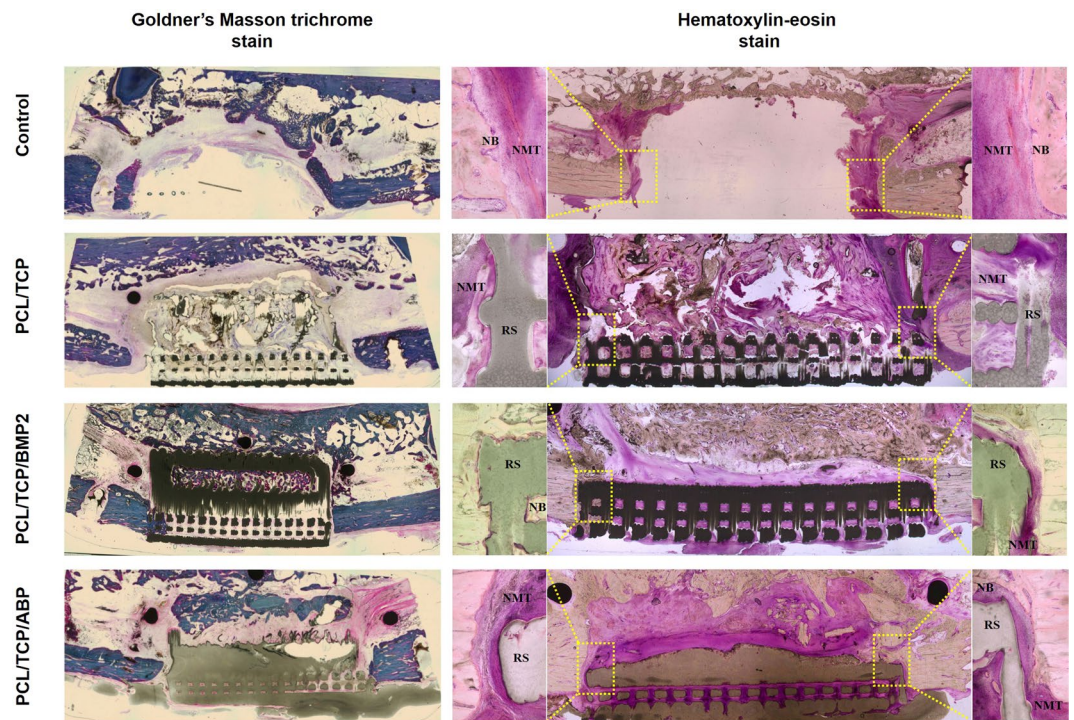 Goldner's Masson trichrome
stain
Hematoxylin-eosin
stain
Control
NB
NMT
NMT
NB
PCL/TCP
NMT
RS
NMT
RS
PCL/TCP/BMP2
RS
NB
RS
NMT
PCL/TCP/ABP
NMT
RS
NB
RS
NMT